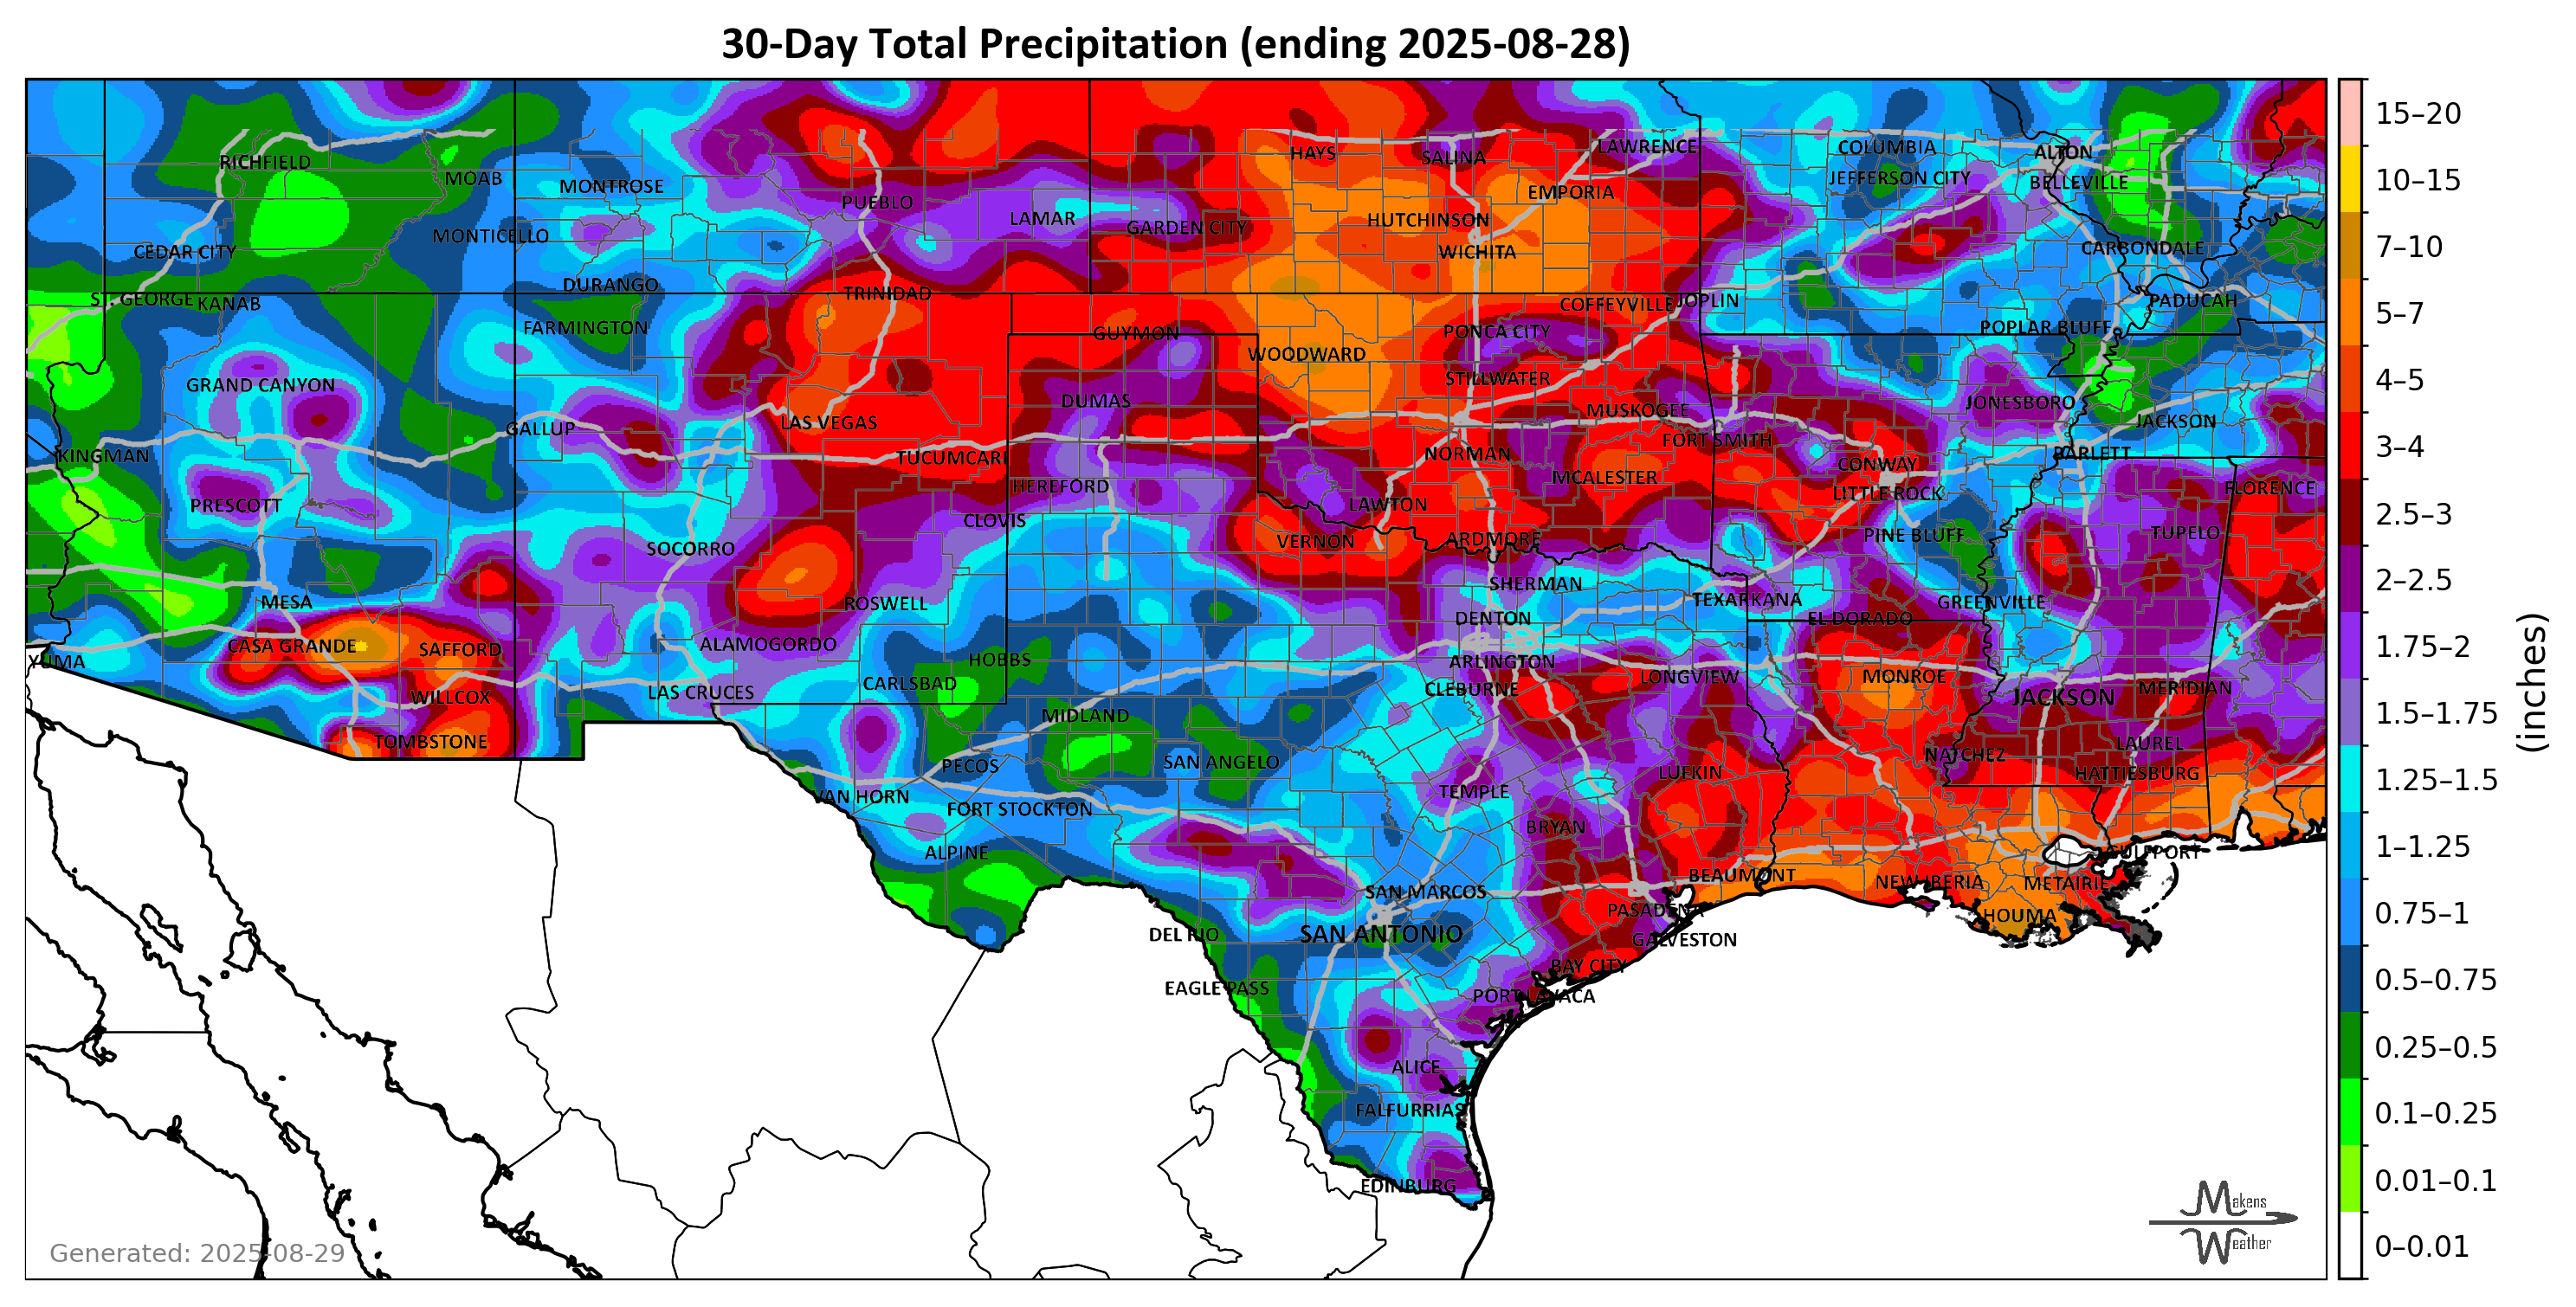 30-Day Total Precipitation (ending 2025-08-28)
RICHFIELD
MOAB
MONTROSE
PUEBLO
LAMAR
GARDEN CITY
HAYS
SALINA
LAWRENCE
EMPORIA
HUTCHINSON
WICHITA
COLUMBIA
JEFFERSON CITY
ALTON
BELLEVILLE
CARBONDALE
CEDAR CITY
MONTICELLO
DURANGO
TRINIDAD
ST. GEORGE
KANAB
FARMINGTON
GUYMON
COFFEYVILLE
JOPLIN
PONCA CITY
POPLAR BLUFF
PADUCAH
WOODWARD
STILLWATER
GRAND CANYON
DUMAS
LAS VEGAS
GALLUP
MUSKOGEE
FORT SMITH
JONESBORO
JACKSON
KINGMAN
TUCUMCARI
NORMAN
CONWAY
BARLETT
PRESCOTT
HEREFORD
MCALESTER
LITTLE ROCK
FLORENCE
CLOVIS
LAWTON
PINE BLUFF
TUPELO
SOCORRO
VERNON
ARDMORE
MESA
ROSWELL
SHERMAN
TEXARKANA
GREENVILLE
CASA GRANDE
SAFFORD
ALAMOGORDO
DENTON
EL DORADO
YUMA
HOBBS
ARLINGTON
WILLCOX
LAS CRUCES
CARLSBAD
CLEBURNE
LONGVIEW
MONROE
JACKSON
MERIDIAN
TOMBSTONE
MIDLAND
PECOS
SAN ANGELO
NATCHEZ
LAUREL
VAN HORN
FORT STOCKTON
TEMPLE
LUFKIN
HATTIESBURG
ALPINE
BRYAN
GULFPORT
SAN MARCOS
BEAUMONT
NEW IBERIA
METAIRIE
DEL RIO
SAN ANTONIO
PASADENA
GALVESTON
HOUMA
EAGLE PASS
BAY CITY
PORT LAVACA
ALICE
FALFURRIAS
EDINBURG
Generated: 2025-08-29
Makens
Weather
15–20
10–15
7–10
5–7
4–5
3–4
2.5–3
2–2.5
1.75–2
1.5–1.75
1.25–1.5
1–1.25
0.75–1
0.5–0.75
0.25–0.5
0.1–0.25
0.01–0.1
0–0.01
(inches)